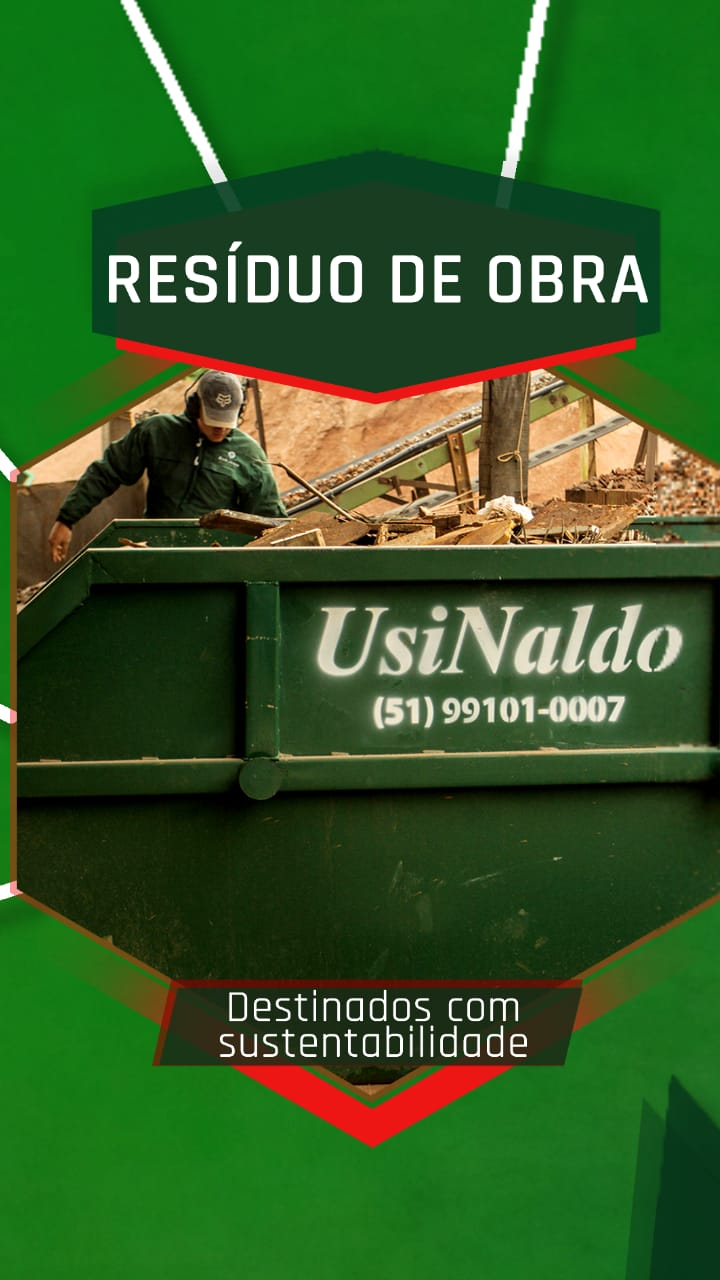 RESÍDUO DE OBRA
UsiNaldo
(51) 99101-0007
Destinados com
sustentabilidade